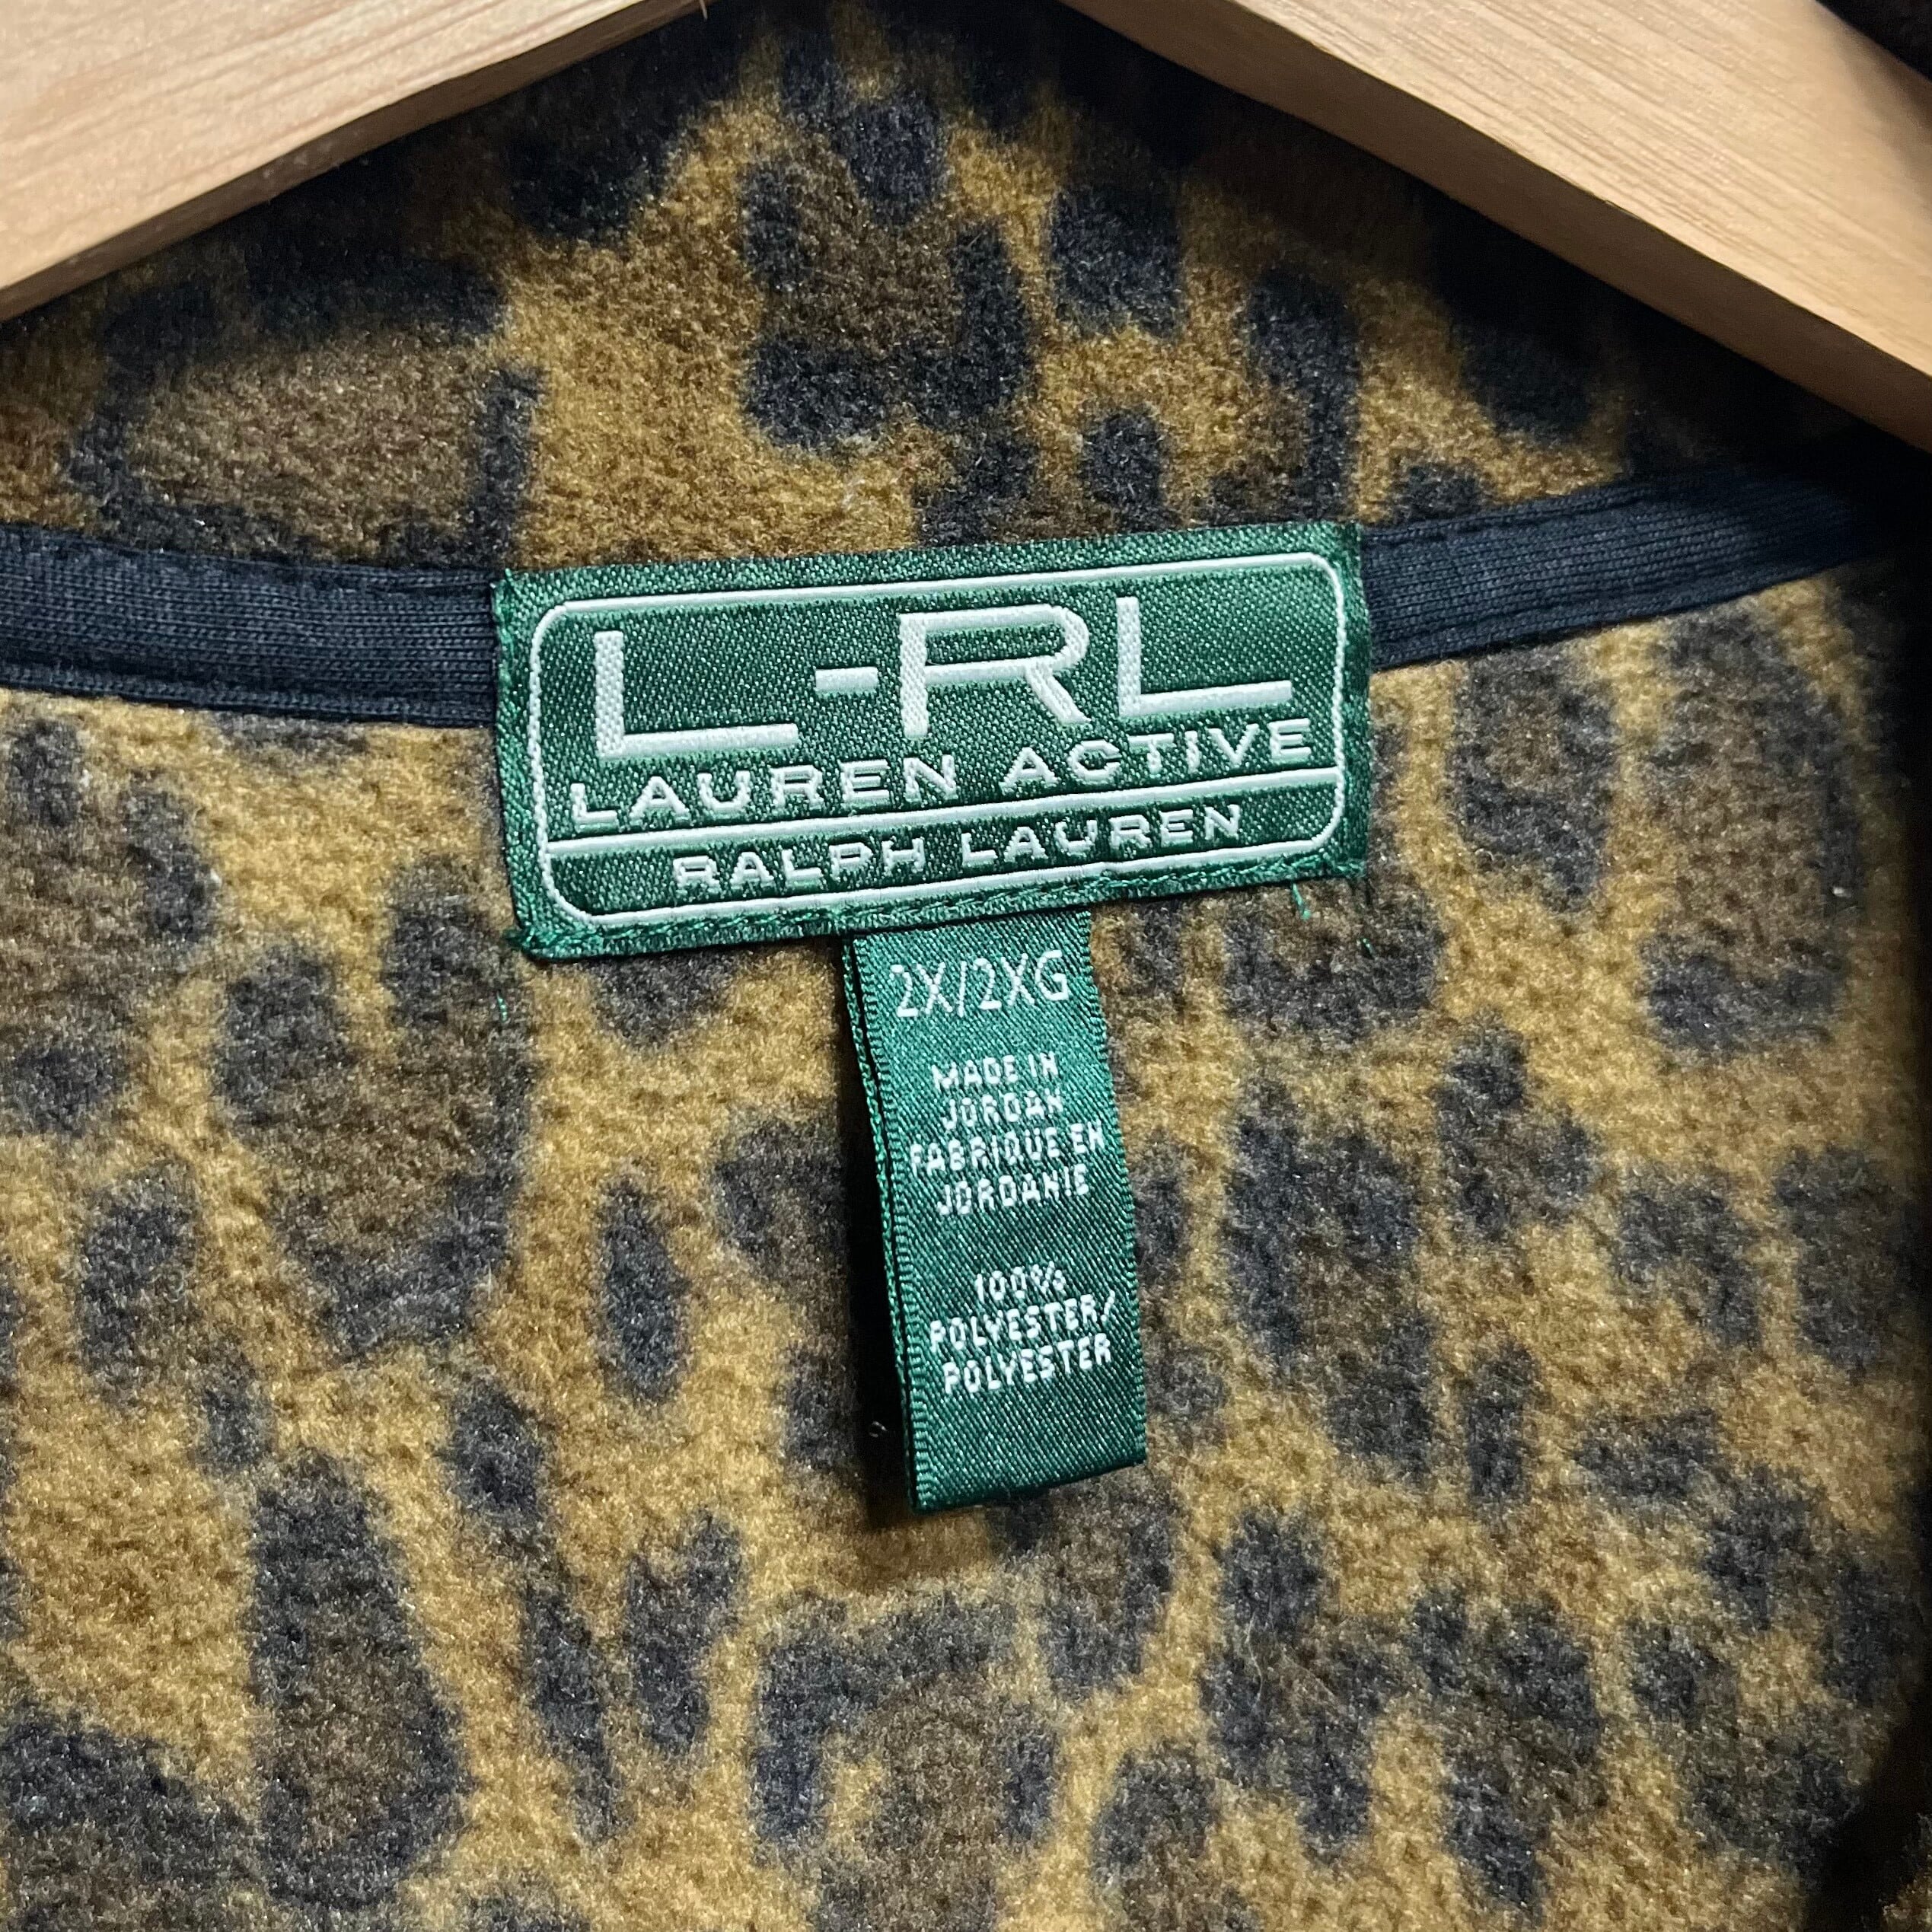 L-RL
LAUREN ACTIVE
RALPH LAUREN
2X/2XG
MADE IN
JORDAN
FABRIQUE EN
JORDANIE
100%
POLYESTER/
POLYESTER